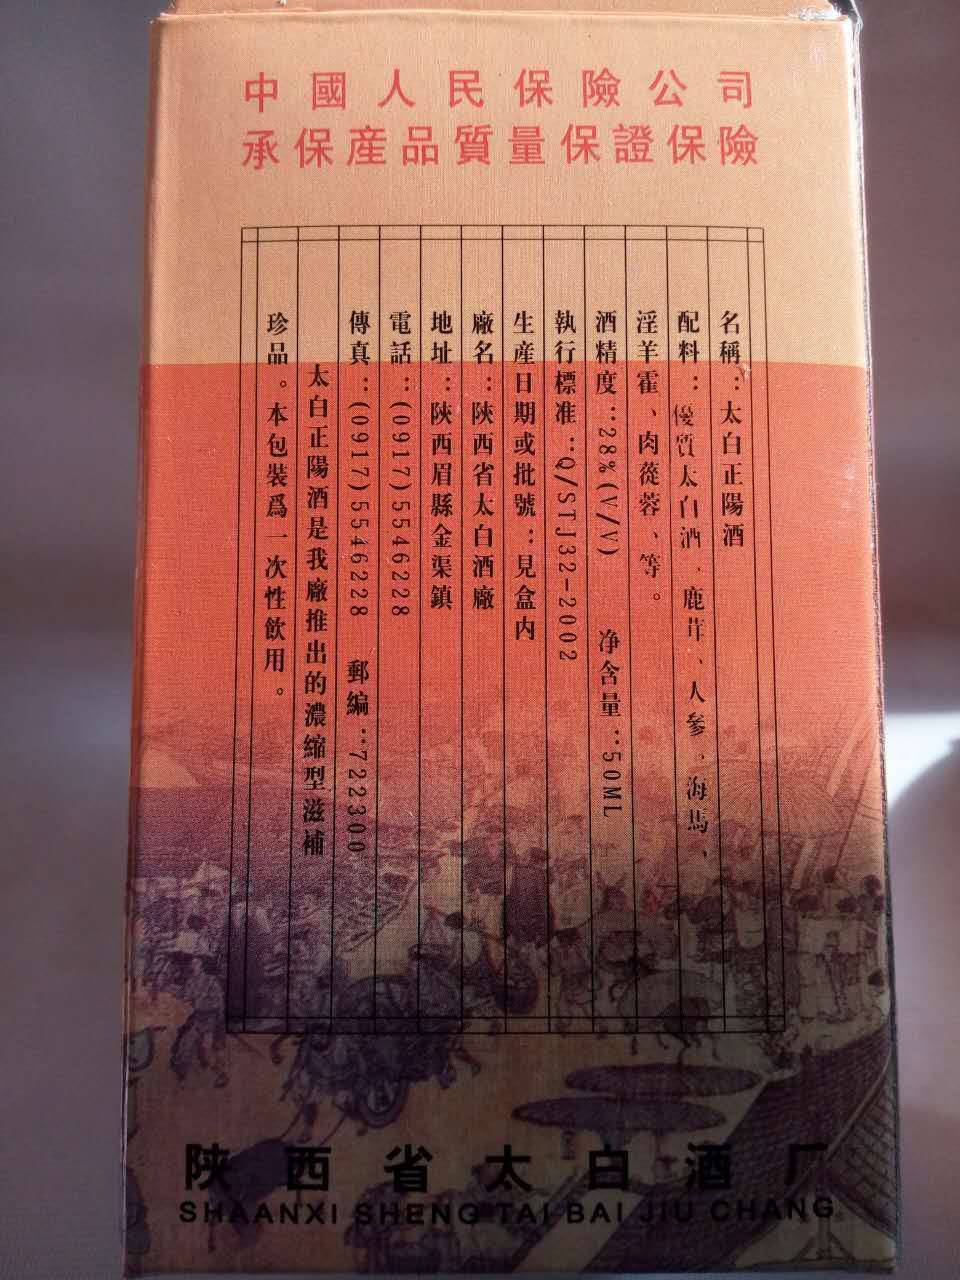 中國人民保險公司
承保産品質量保證保險
名稱：太白正陽酒
配料：優質太白酒、鹿茸、人參、海馬、
淫羊霍、肉蓯蓉、等。
酒精度：28%(V/V) 净含量：50ML
執行標准：Q/STJ32-2002
生産日期或批號：見盒内
廠名：陝西省太白酒廠
地址：陝西眉縣金渠鎮
電話：(0917)5546228
傳真：(0917)5546228 郵編：722300
太白正陽酒是我廠推出的濃縮型滋補
珍品。本包裝爲一次性飲用。
陕西省太白酒厂
SHAANXI SHENG TAI BAI JIU CHANG